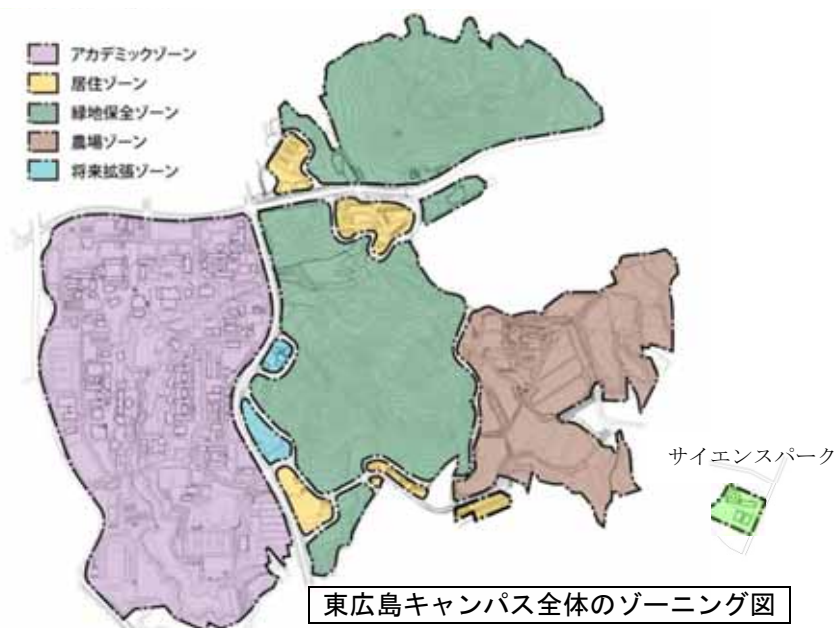 アカデミックゾーン
居住ゾーン
緑地保全ゾーン
農場ゾーン
将来拡張ゾーン
サイエンスパーク
東広島キャンパス全体のゾーニング図